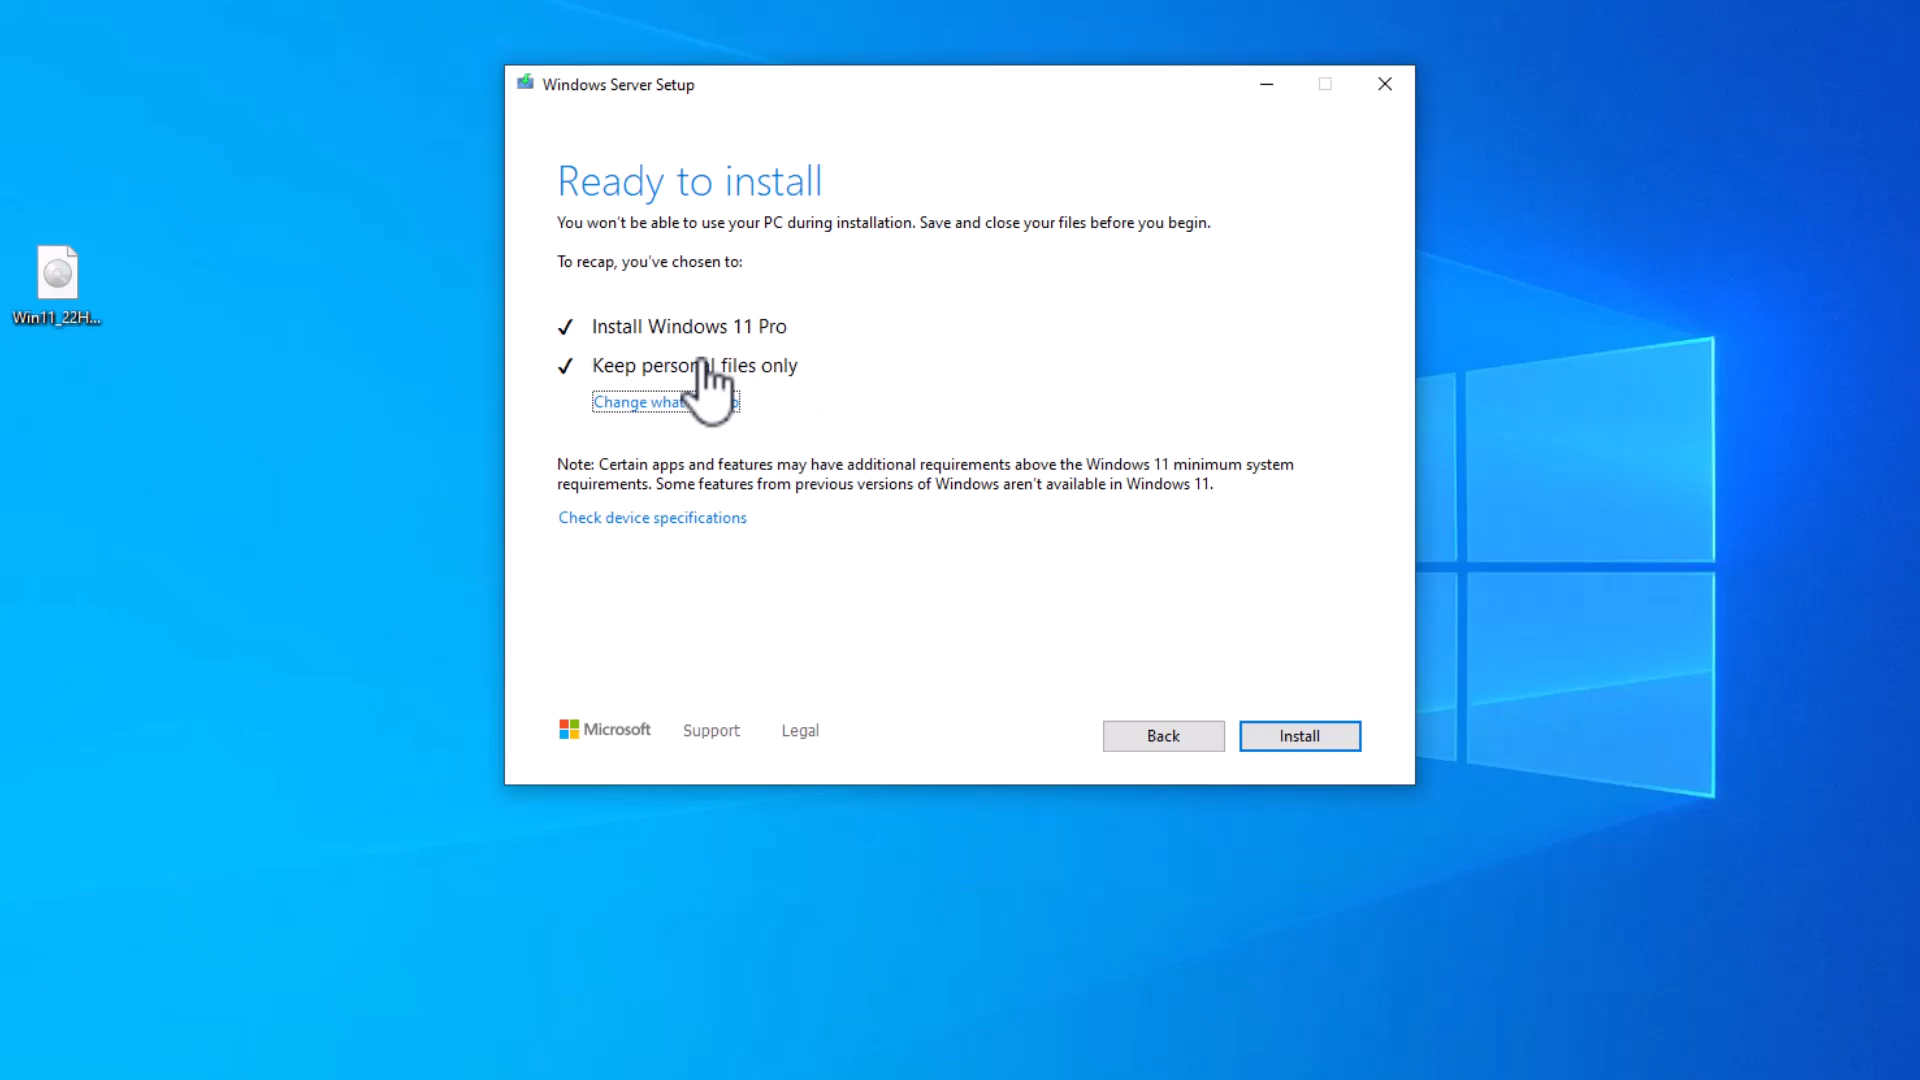 Windows Server Setup
Ready to install
You won't be able to use your PC during installation. Save and close your files before you begin.
To recap, you've chosen to:
Win11_22H...
✓ Install Windows 11 Pro
✓ Keep personal files only
Change what
Note: Certain apps and features may have additional requirements above the Windows 11 minimum system
requirements. Some features from previous versions of Windows aren't available in Windows 11.
Check device specifications
Microsoft Support Legal Back Install